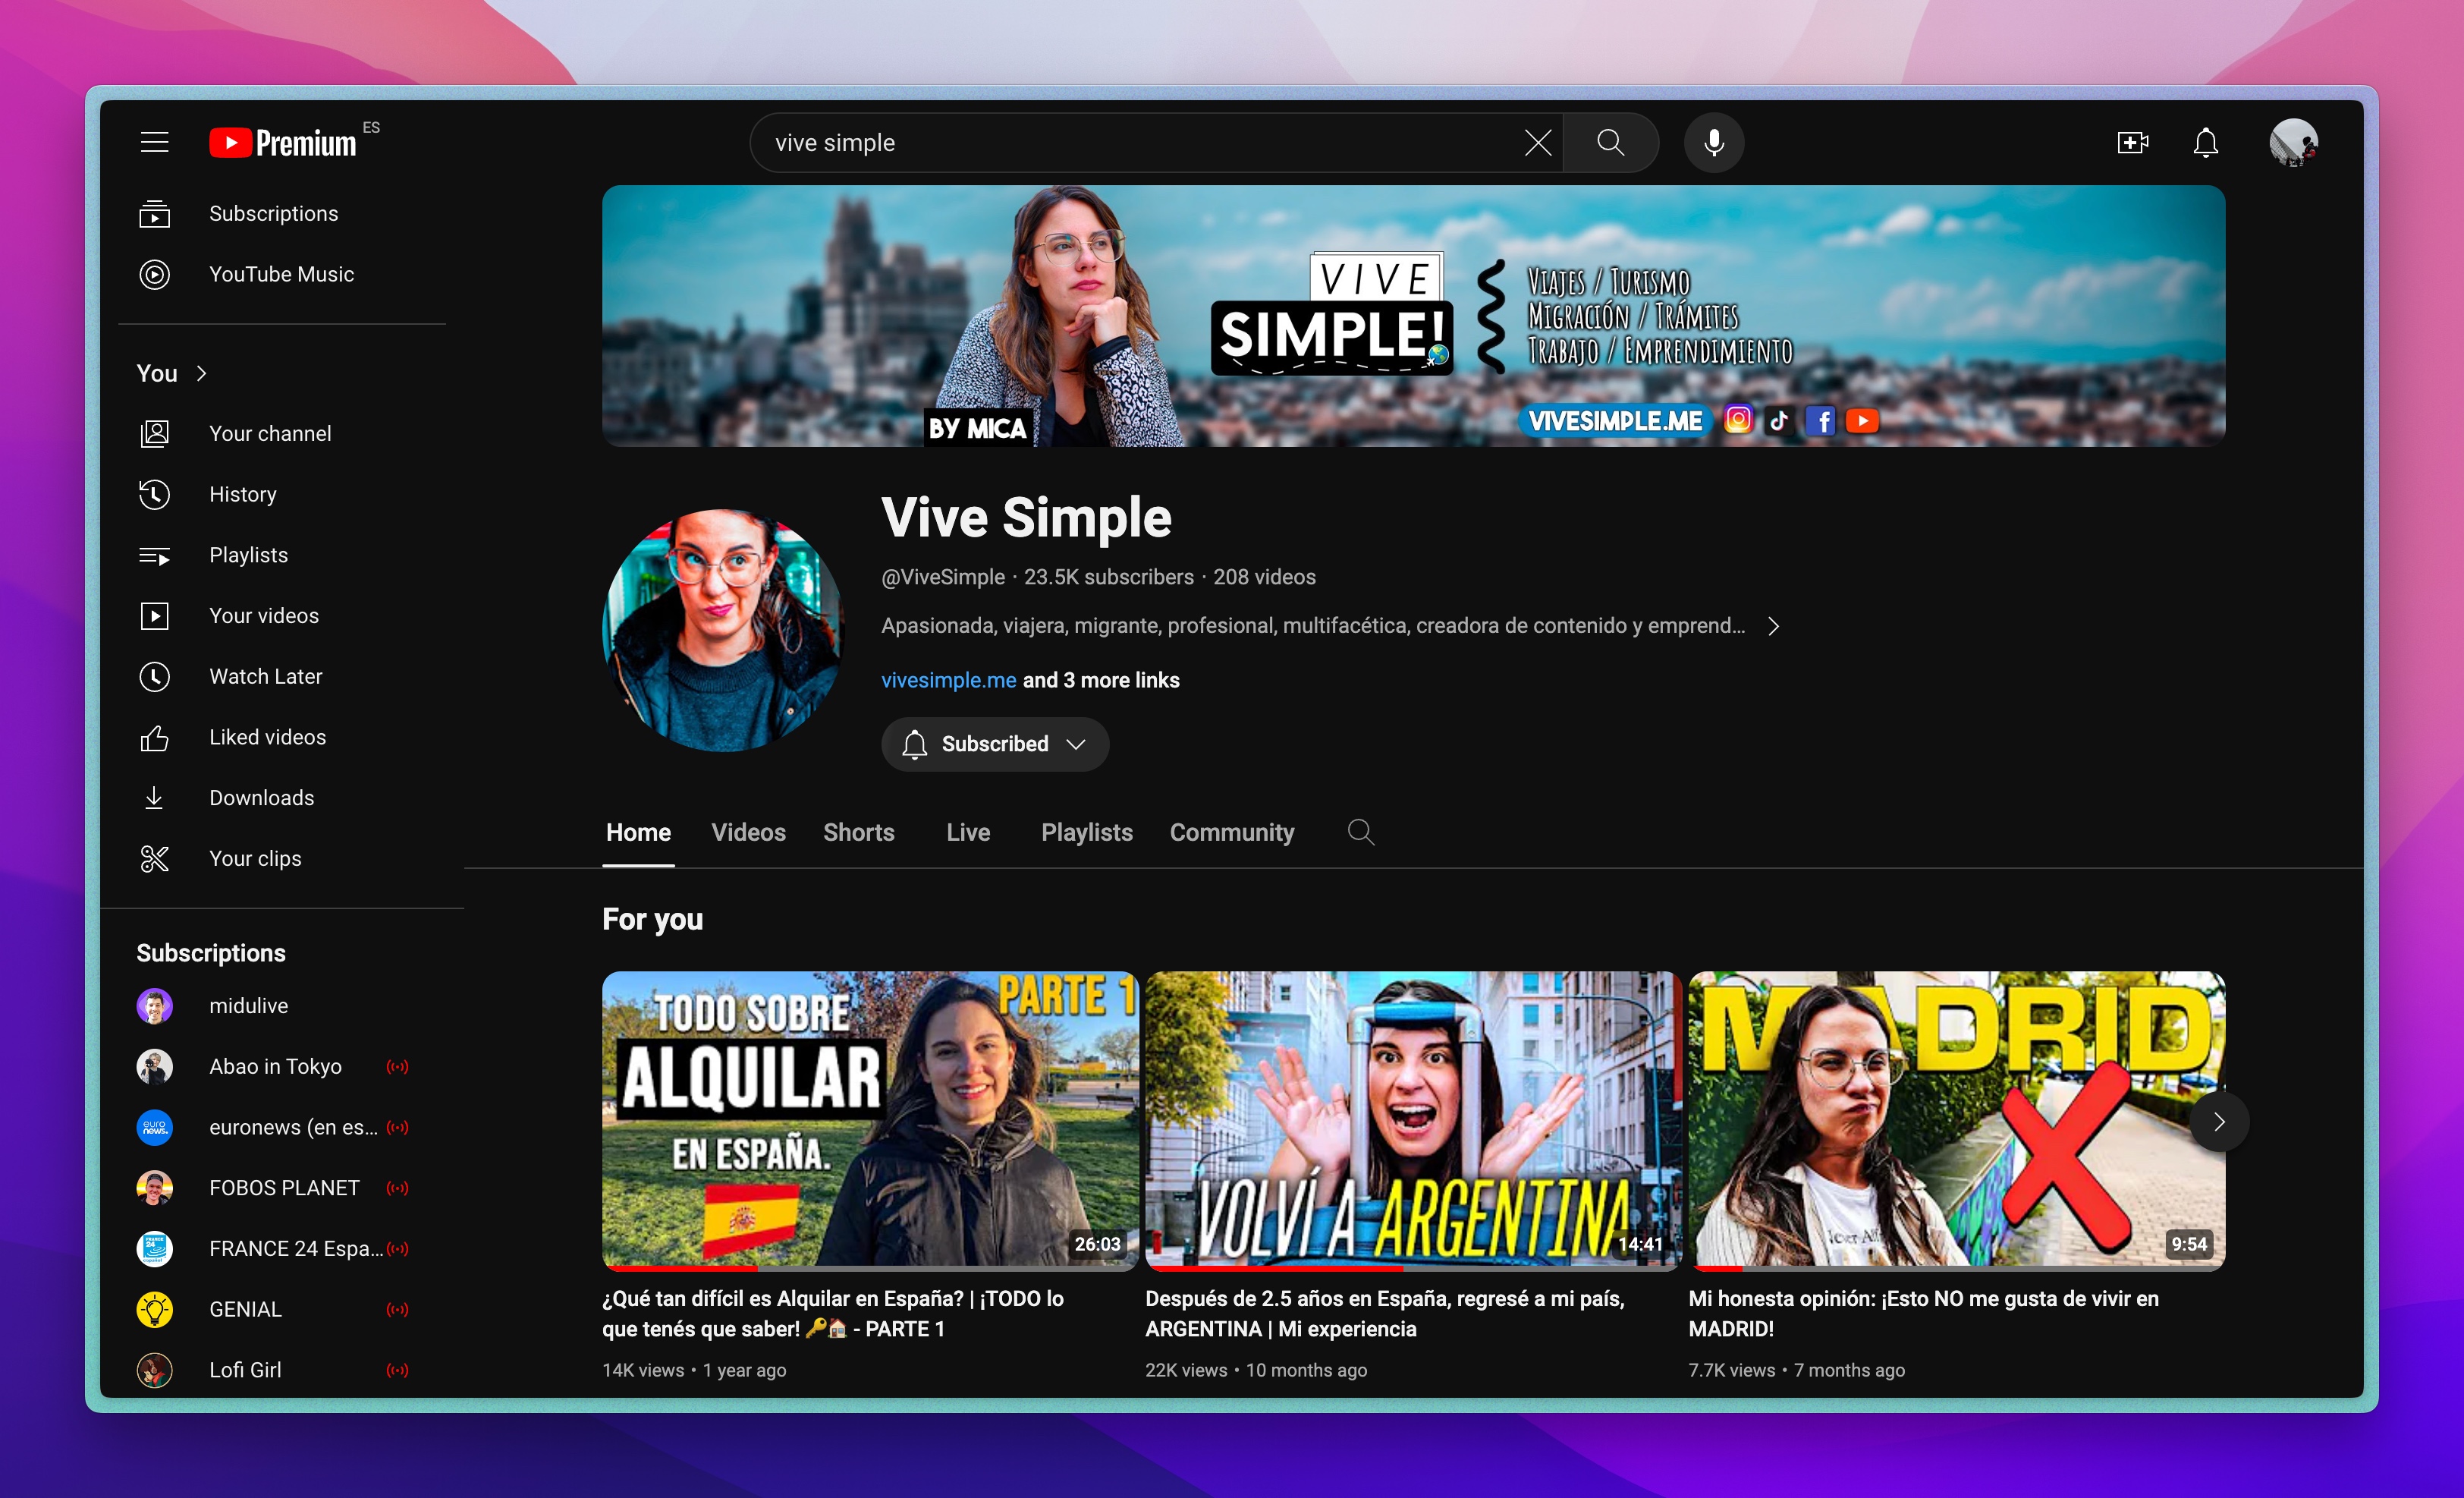 Premium ES
vive simple
Subscriptions
YouTube Music
You
Your channel
History
Playlists
Your videos
Watch Later
Liked videos
Downloads
Your clips
Subscriptions
midulive
Abao in Tokyo
euro
news.
euronews (en es...
FOBOS PLANET
FRANCE
24
FRANCE 24 Espa...
GENIAL
Lofi Girl
VIVE
SIMPLE!
VIAJES / TURISMO
MIGRACIÓN / TRÁMITES
TRABAJO / EMPRENDIMIENTO
BY MICA
VIVESIMPLE.ME
Vive Simple
@ViveSimple · 23.5K subscribers · 208 videos
Apasionada, viajera, migrante, profesional, multifacética, creadora de contenido y emprend...
vivesimple.me and 3 more links
Subscribed
Home Videos Shorts Live Playlists Community
For you
TODO SOBRE
PARTE 1
ALQUILAR
EN ESPAÑA.
26:03
¿Qué tan difícil es Alquilar en España? | ¡TODO lo
que tenés que saber! 🔑🏠 - PARTE 1
14K views • 1 year ago
VOLVÍ A ARGENTINA
14:41
Después de 2.5 años en España, regresé a mi país,
ARGENTINA | Mi experiencia
22K views • 10 months ago
MADRID
9:54
Mi honesta opinión: ¡Esto NO me gusta de vivir en
MADRID!
7.7K views • 7 months ago